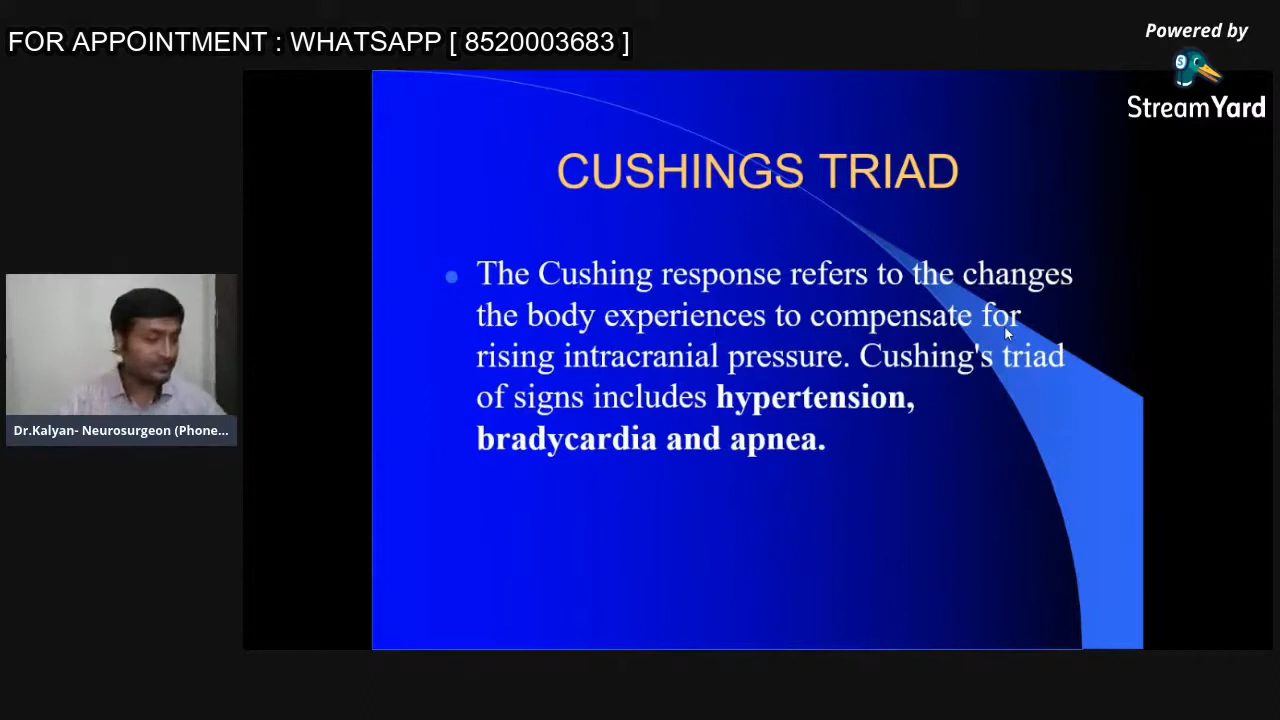 FOR APPOINTMENT : WHATSAPP [ 8520003683 ]
Powered by
S
StreamYard
CUSHINGS TRIAD
The Cushing response refers to the changes
the body experiences to compensate for
rising intracranial pressure. Cushing's triad
of signs includes hypertension,
bradycardia and apnea.
Dr.Kalyan- Neurosurgeon (Phone...